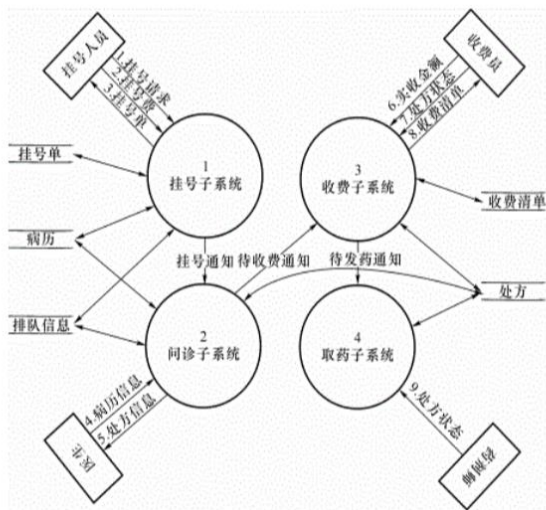 挂号人员
收费员
1.挂号请求
2.挂号费
3.挂号单
6.实收金额
7.处方状态
8.收费清单
挂号单
1
挂号子系统
3
收费子系统
收费清单
病历
挂号通知
待收费通知
待发药通知
处方
排队信息
2
问诊子系统
4
取药子系统
4.病历信息
5.处方信息
9.处方状态
医生
药剂师